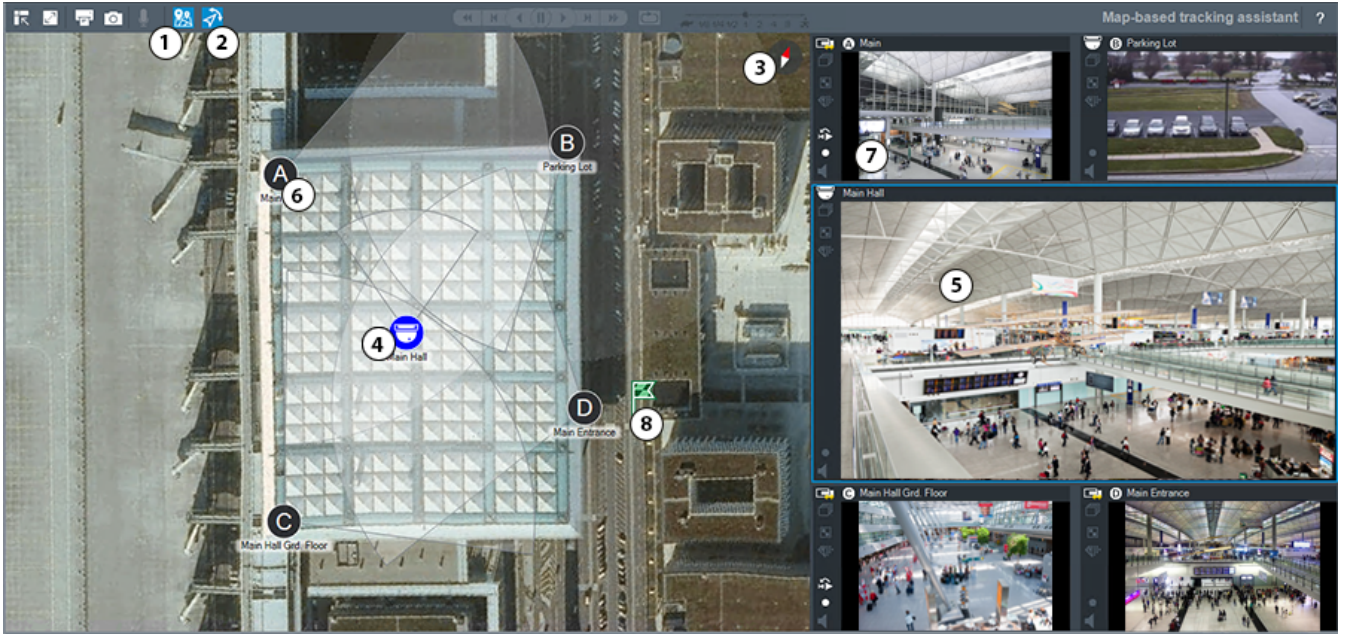 Map-based tracking assistant ?
1
2
3
A
Main
6
B
Parking Lot
4
Main Hall
D
Main Entrance
8
C
Main Hall Grd. Floor
A Main
7
B Parking Lot
Main Hall
5
C Main Hall Grd. Floor
D Main Entrance